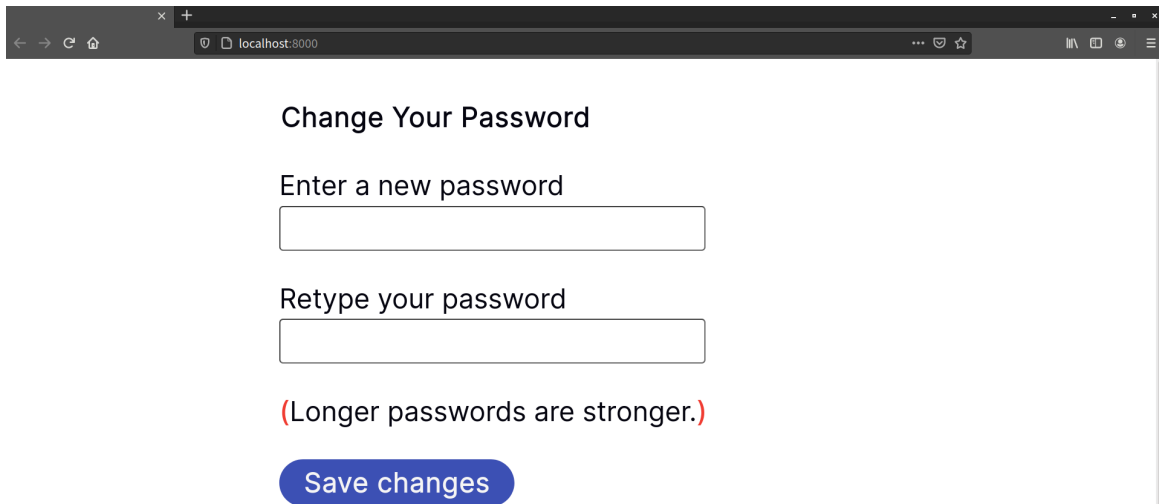 localhost:8000
Change Your Password
Enter a new password
Retype your password
(Longer passwords are stronger.)
Save changes